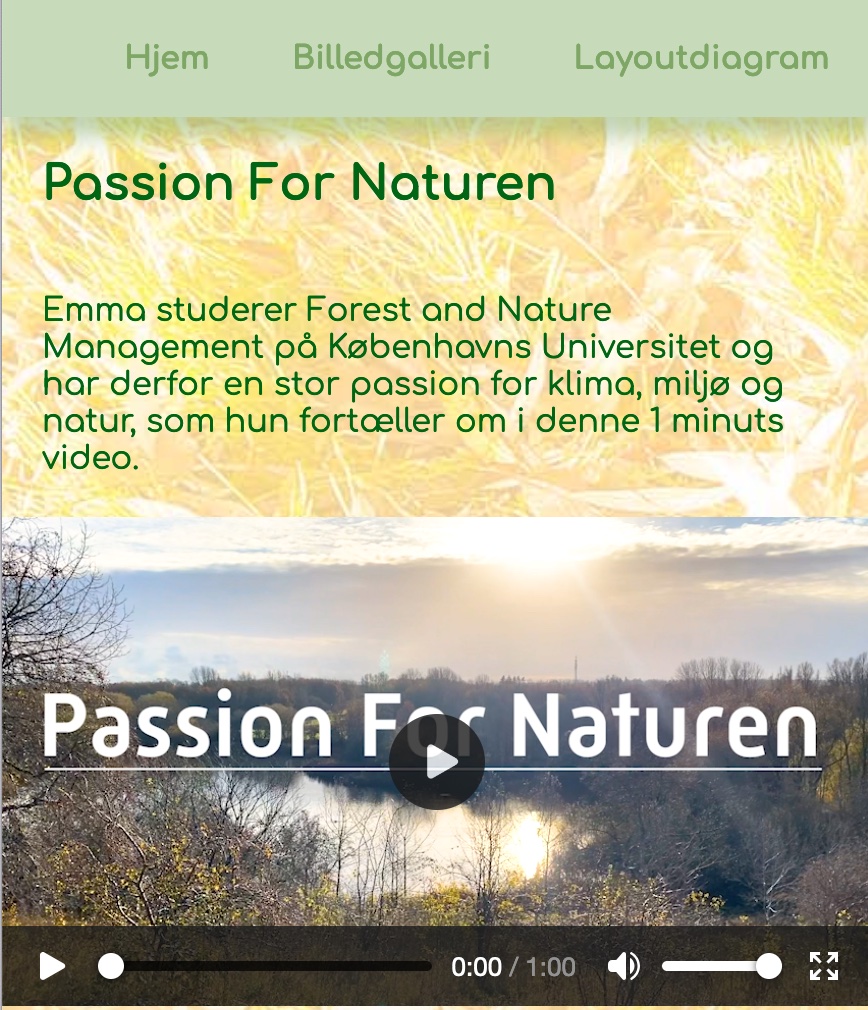 Hjem Billedgalleri Layoutdiagram
Passion For Naturen
Emma studerer Forest and Nature
Management på Københavns Universitet og
har derfor en stor passion for klima, miljø og
natur, som hun fortæller om i denne 1 minuts
video.
Passion For Naturen
0:00 / 1:00